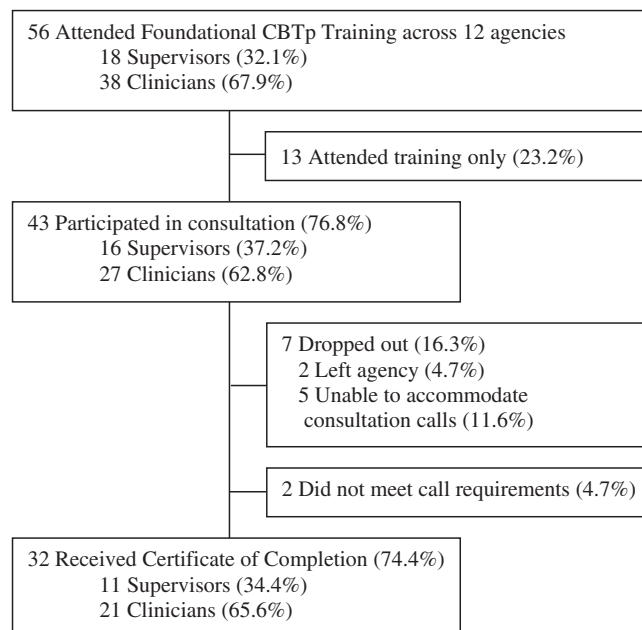 56 Attended Foundational CBTp Training across 12 agencies
18 Supervisors (32.1%)
38 Clinicians (67.9%)
13 Attended training only (23.2%)
43 Participated in consultation (76.8%)
16 Supervisors (37.2%)
27 Clinicians (62.8%)
7 Dropped out (16.3%)
2 Left agency (4.7%)
5 Unable to accommodate
consultation calls (11.6%)
2 Did not meet call requirements (4.7%)
32 Received Certificate of Completion (74.4%)
11 Supervisors (34.4%)
21 Clinicians (65.6%)